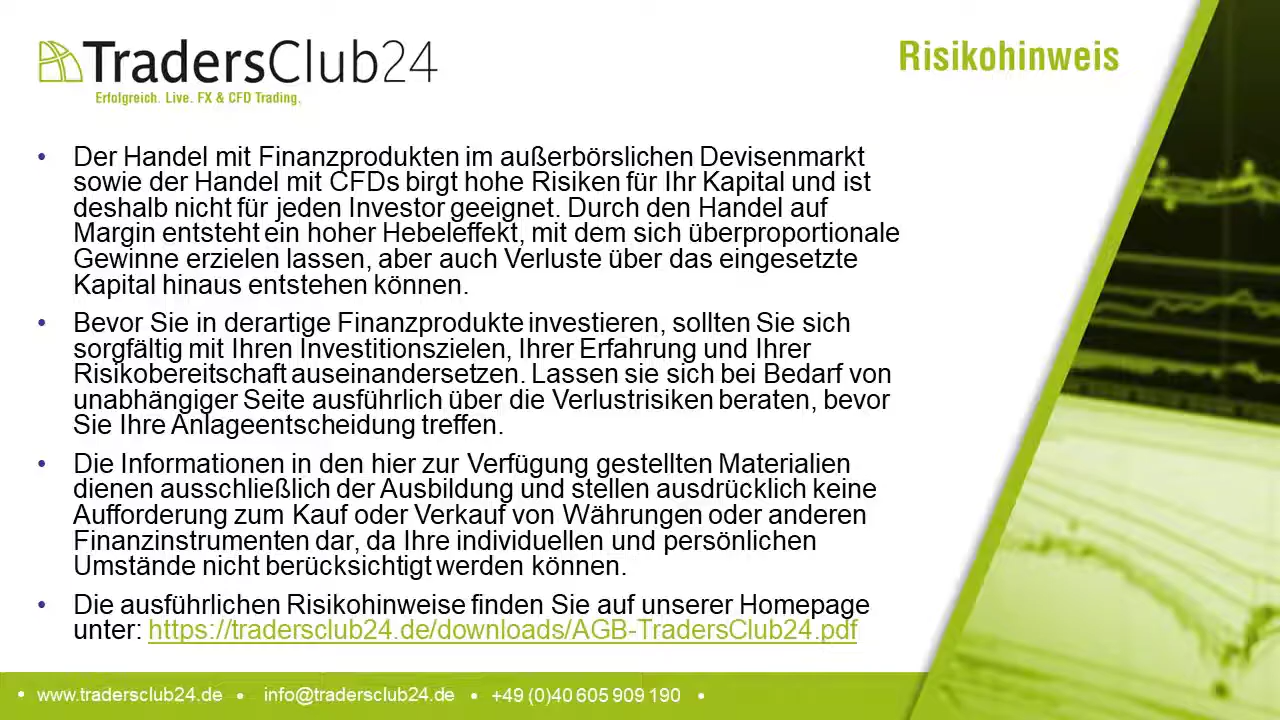 TradersClub24
Erfolgreich. Live. FX & CFD Trading.
Risikohinweis
• Der Handel mit Finanzprodukten im außerbörslichen Devisenmarkt
sowie der Handel mit CFDs birgt hohe Risiken für Ihr Kapital und ist
deshalb nicht für jeden Investor geeignet. Durch den Handel auf
Margin entsteht ein hoher Hebeleffekt, mit dem sich überproportionale
Gewinne erzielen lassen, aber auch Verluste über das eingesetzte
Kapital hinaus entstehen können.
• Bevor Sie in derartige Finanzprodukte investieren, sollten Sie sich
sorgfältig mit Ihren Investitionszielen, Ihrer Erfahrung und Ihrer
Risikobereitschaft auseinandersetzen. Lassen sie sich bei Bedarf von
unabhängiger Seite ausführlich über die Verlustrisiken beraten, bevor
Sie Ihre Anlageentscheidung treffen.
• Die Informationen in den hier zur Verfügung gestellten Materialien
dienen ausschließlich der Ausbildung und stellen ausdrücklich keine
Aufforderung zum Kauf oder Verkauf von Währungen oder anderen
Finanzinstrumenten dar, da Ihre individuellen und persönlichen
Umstände nicht berücksichtigt werden können.
• Die ausführlichen Risikohinweise finden Sie auf unserer Homepage
unter: https://tradersclub24.de/downloads/AGB-TradersClub24.pdf
• www.tradersclub24.de • info@tradersclub24.de • +49 (0)40 605 909 190 •